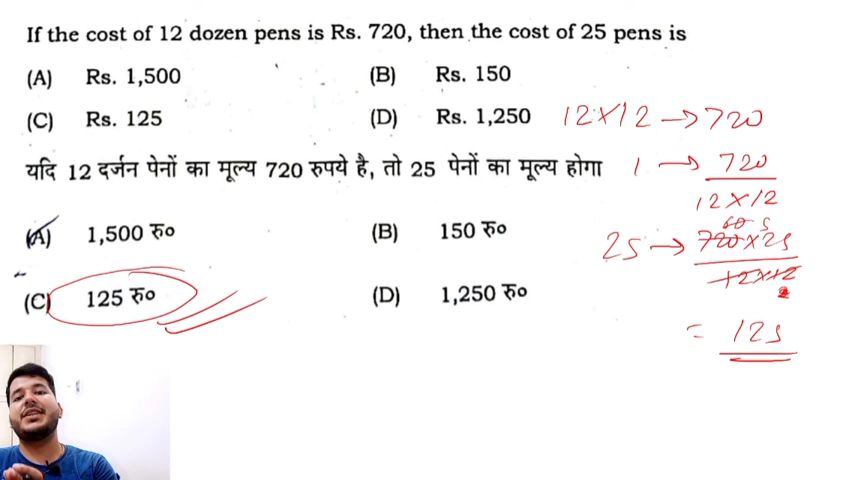 If the cost of 12 dozen pens is Rs. 720, then the cost of 25 pens is
(A) Rs. 1,500 (B) Rs. 150
(C) Rs. 125 (D) Rs. 1,250
12×12 → 720
यदि 12 दर्जन पेनों का मूल्य 720 रुपये है, तो 25 पेनों का मूल्य होगा
1 → 720
12×12
(A) 1,500 रु० (B) 150 रु०
60 5
25 → 720×25
12×12
2
(C) 125 रु० (D) 1,250 रु०
= 125